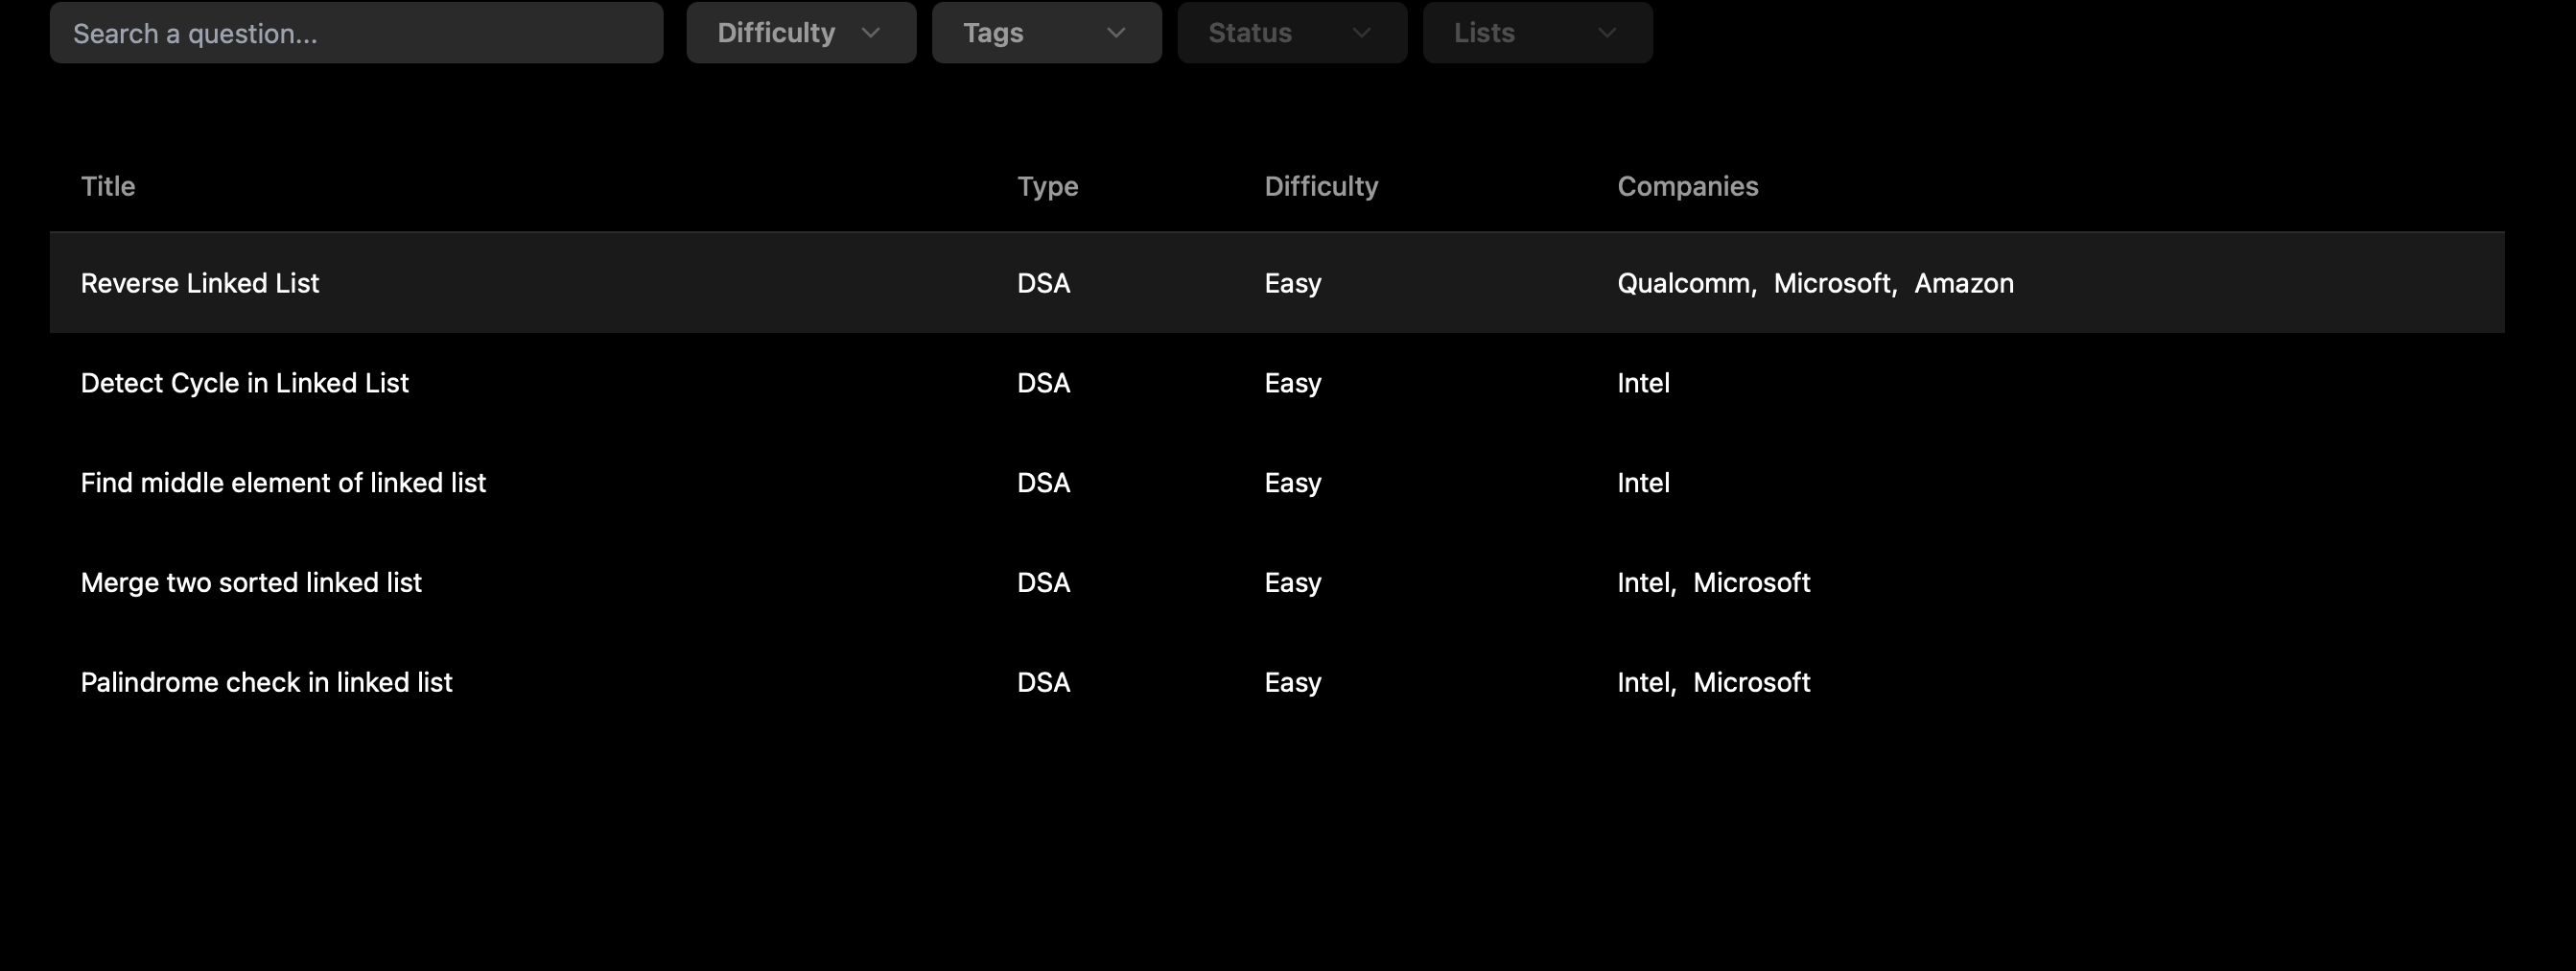 Search a question... Difficulty Tags Status Lists
Title Type Difficulty Companies
Reverse Linked List DSA Easy Qualcomm, Microsoft, Amazon
Detect Cycle in Linked List DSA Easy Intel
Find middle element of linked list DSA Easy Intel
Merge two sorted linked list DSA Easy Intel, Microsoft
Palindrome check in linked list DSA Easy Intel, Microsoft